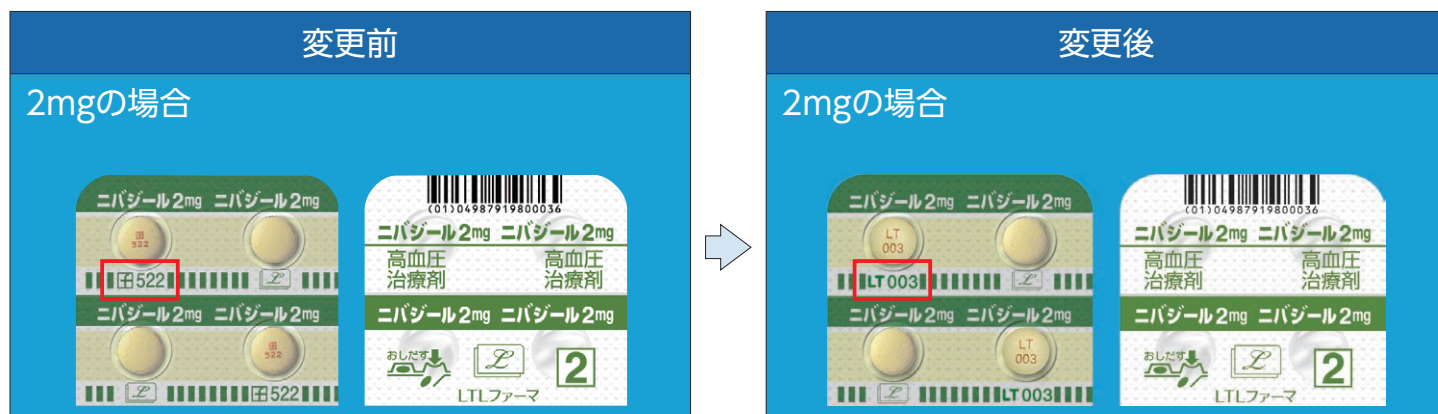 変更前
2mgの場合
ニバジール2mg ニバジール2mg
522
522
ニバジール2mg ニバジール2mg
522
522
(01)04987919800036
ニバジール2mg ニバジール2mg
高血圧 高血圧
治療剤 治療剤
ニバジール2mg ニバジール2mg
おしだす
2
LTLファーマ
変更後
2mgの場合
ニバジール2mg ニバジール2mg
LT
003
LT 003
ニバジール2mg ニバジール2mg
LT
003
LT 003
(01)04987919800036
ニバジール2mg ニバジール2mg
高血圧 高血圧
治療剤 治療剤
ニバジール2mg ニバジール2mg
おしだす
2
LTLファーマ